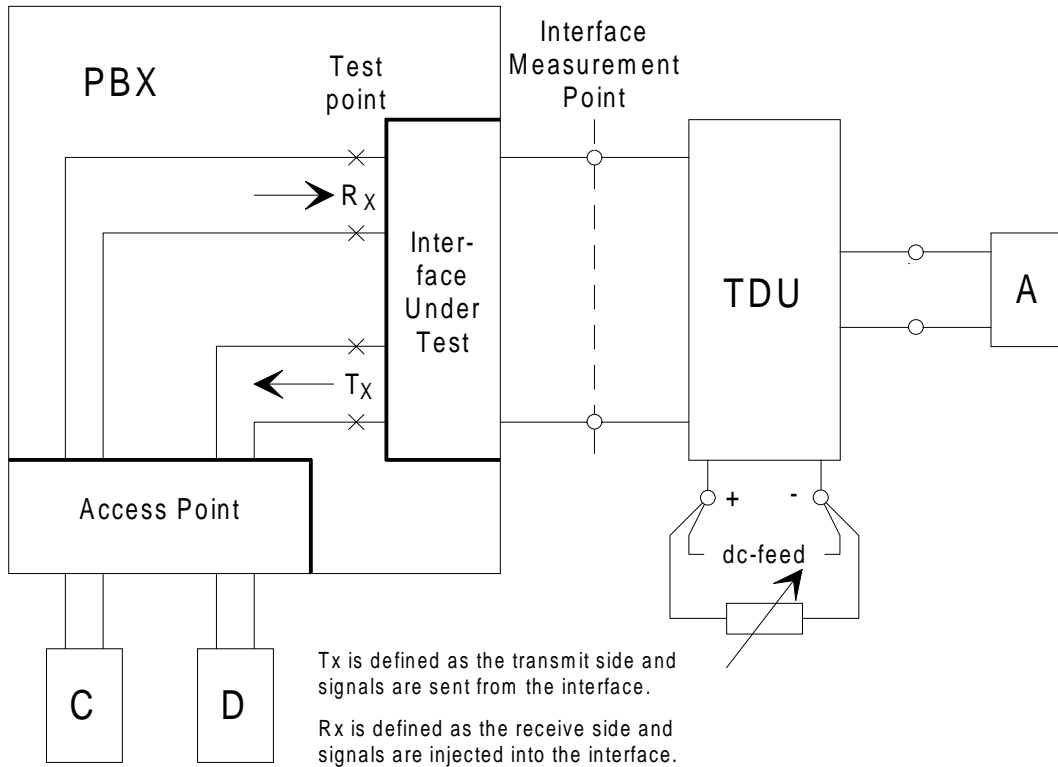 PBX
Test
point
Interface
Measurement
Point
RX
Inter-
face
Under
Test
TX
TDU
A
Access Point
+ -
dc-feed
C
D
Tx is defined as the transmit side and
signals are sent from the interface.
Rx is defined as the receive side and
signals are injected into the interface.